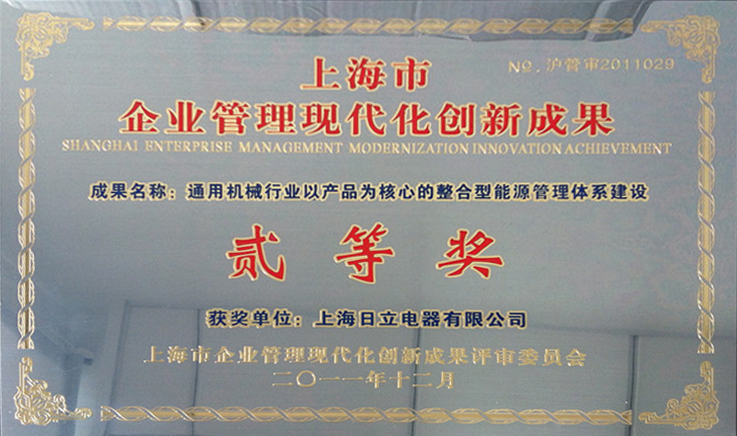 上海市
№.沪管审2011029
企业管理现代化创新成果
SHANGHAI ENTERPRISE MANAGEMENT MODERNIZATION INNOVATION ACHIEVEMENT
成果名称：通用机械行业以产品为核心的整合型能源管理体系建设
贰等奖
获奖单位：上海日立电器有限公司
上海市企业管理现代化创新成果评审委员会
二〇一一年十二月